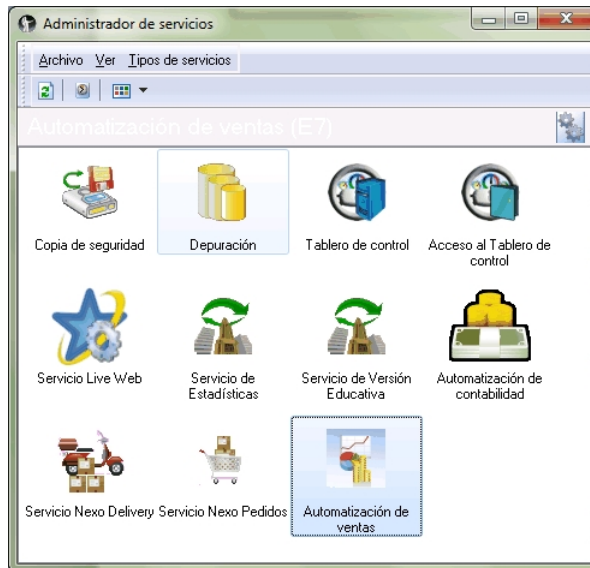 Administrador de servicios
Archivo Ver Tipos de servicios
Automatización de ventas (E7)
Copia de seguridad Depuración Tablero de control Acceso al Tablero de
control
Servicio Live Web Servicio de Servicio de Versión Automatización de
Estadísticas Educativa contabilidad
Servicio Nexo Delivery Servicio Nexo Pedidos Automatización de
ventas